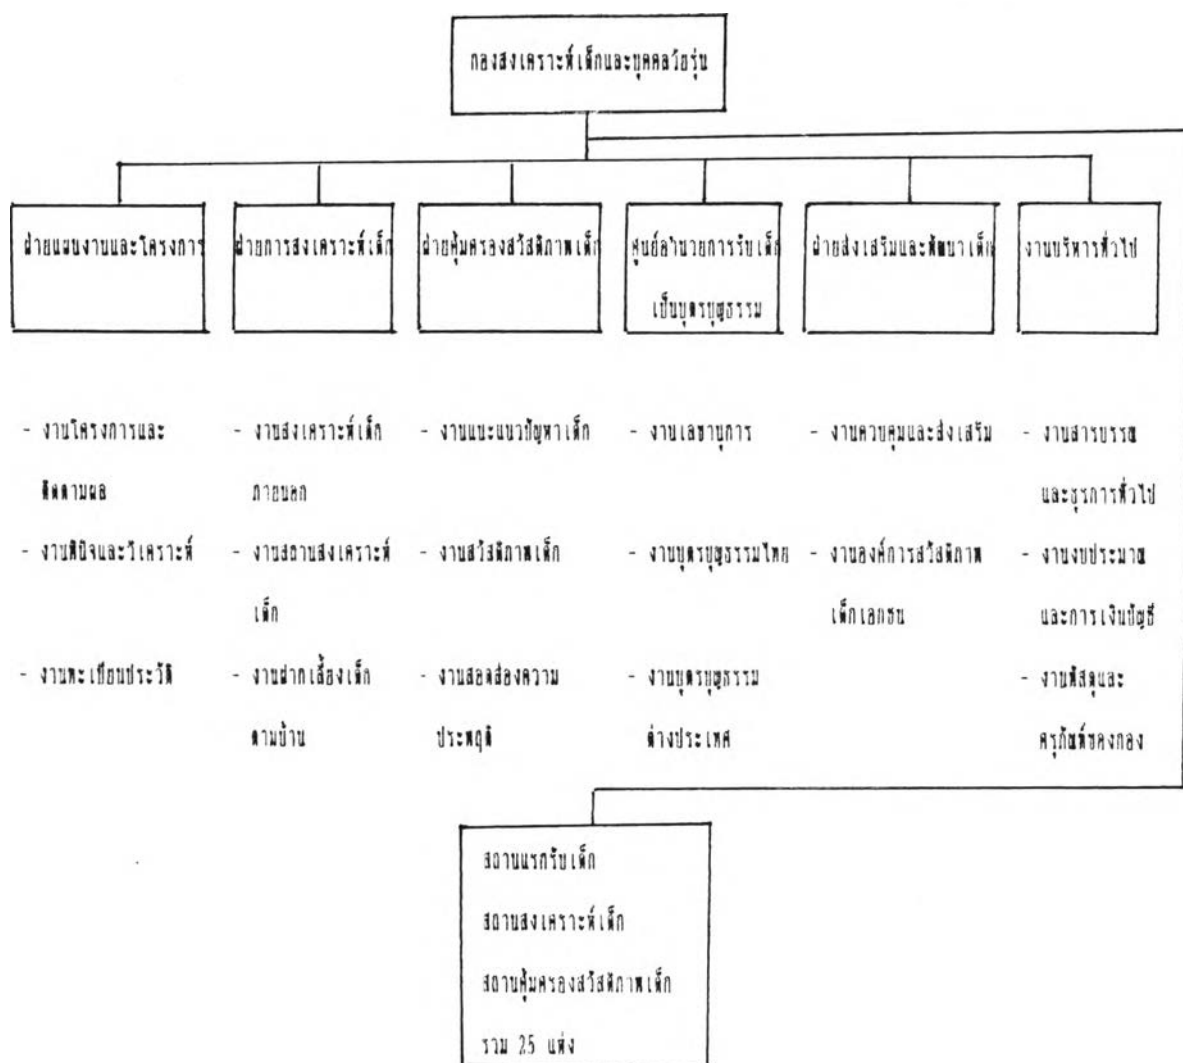 กองสงเคราะห์เด็กและบุคคลวัยรุ่น
ฝ่ายแผนงานและโครงการ
ฝ่ายการสงเคราะห์เด็ก
ฝ่ายคุ้มครองสวัสดิภาพเด็ก
ศูนย์อำนวยการรับเด็ก
เป็นบุตรบุญธรรม
ฝ่ายส่งเสริมและพัฒนาเด็ก
งานบริหารทั่วไป
- งานโครงการและ
ติดตามผล
- งานพินิจและวิเคราะห์
- งานทะเบียนประวัติ
- งานสงเคราะห์เด็ก
ภายนอก
- งานสถานสงเคราะห์
เด็ก
- งานฝากเลี้ยงเด็ก
ตามบ้าน
- งานแนะแนวปัญหาเด็ก
- งานสวัสดิภาพเด็ก
- งานสอดส่องความ
ประพฤติ
- งานเลขานุการ
- งานบุตรบุญธรรมไทย
- งานบุตรบุญธรรม
ต่างประเทศ
- งานควบคุมและส่งเสริม
- งานองค์การสวัสดิภาพ
เด็กเอกชน
- งานสารบรรณ
และธุรการทั่วไป
- งานงบประมาณ
และการเงินบัญชี
- งานพัสดุและ
ครุภัณฑ์ของกอง
สถานแรกรับเด็ก
สถานสงเคราะห์เด็ก
สถานคุ้มครองสวัสดิภาพเด็ก
รวม 25 แห่ง